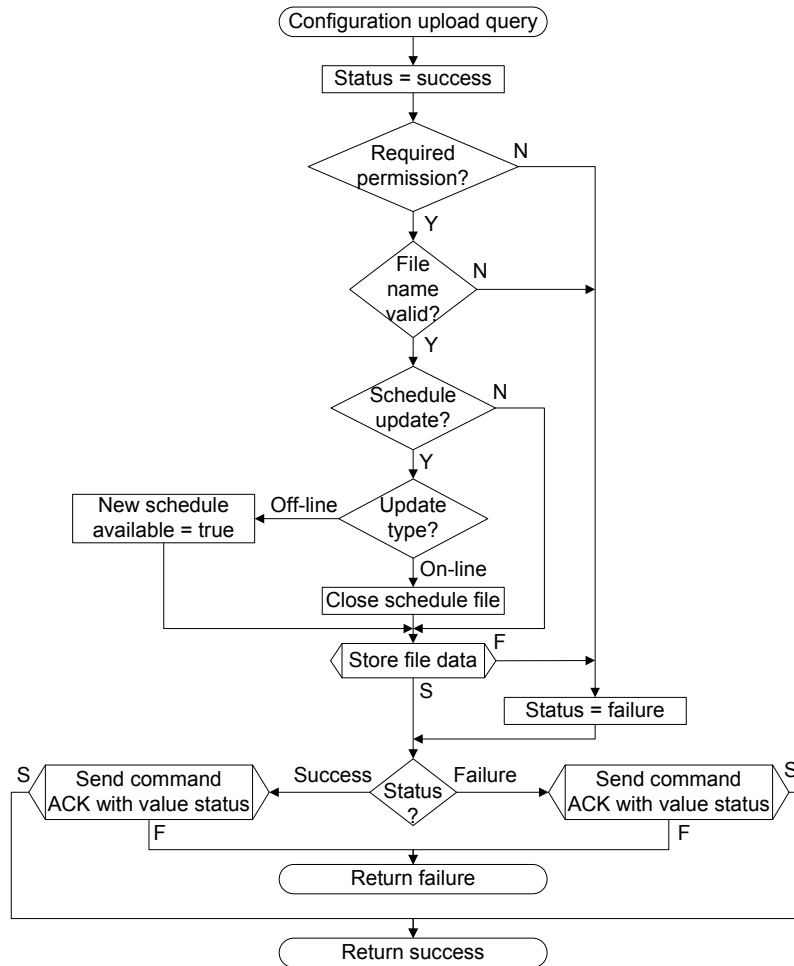 Configuration upload query
Status = success
Required
permission?
N
Y
File
name
valid?
N
Y
Schedule
update?
N
Y
New schedule
available = true
Off-line
Update
type?
On-line
Close schedule file
Store file data
F
S
Status = failure
S
Send command
ACK with value status
Success
Status
?
Failure
Send command
ACK with value status
S
F
F
Return failure
Return success